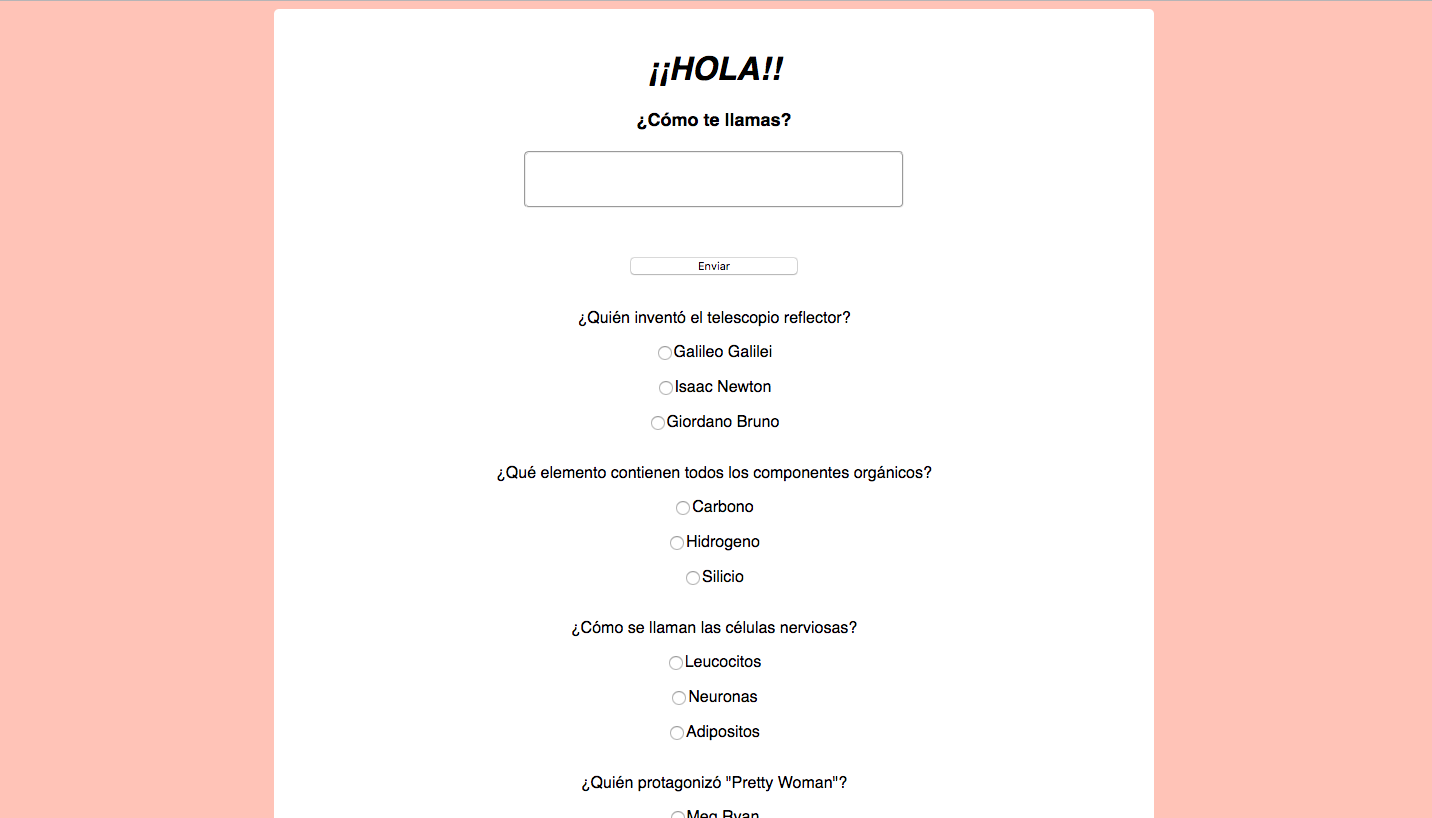 ¡¡HOLA!!
¿Cómo te llamas?
Enviar
¿Quién inventó el telescopio reflector?
Galileo Galilei
Isaac Newton
Giordano Bruno
¿Qué elemento contienen todos los componentes orgánicos?
Carbono
Hidrogeno
Silicio
¿Cómo se llaman las células nerviosas?
Leucocitos
Neuronas
Adipositos
¿Quién protagonizó "Pretty Woman"?
Meg Ryan